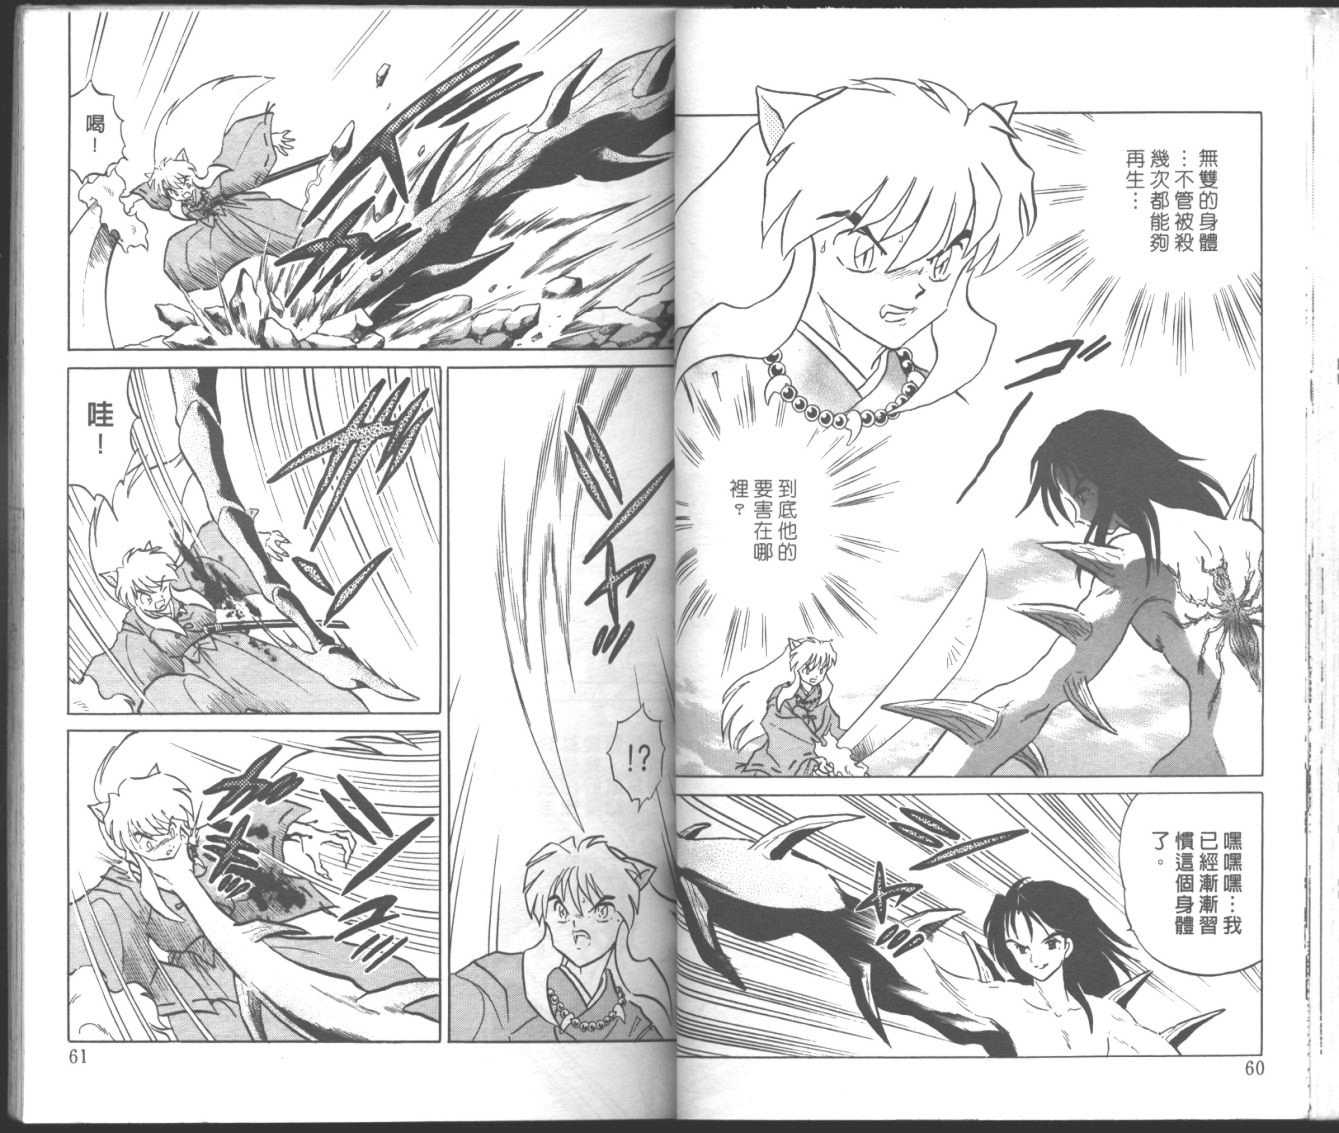 無雙的身體
…不管被殺
幾次都能夠
再生…
到底他的
要害在哪
裡？
嘿嘿嘿…我
已經漸漸習
慣這個身體
了。
60
喝！
!?
哇！
61